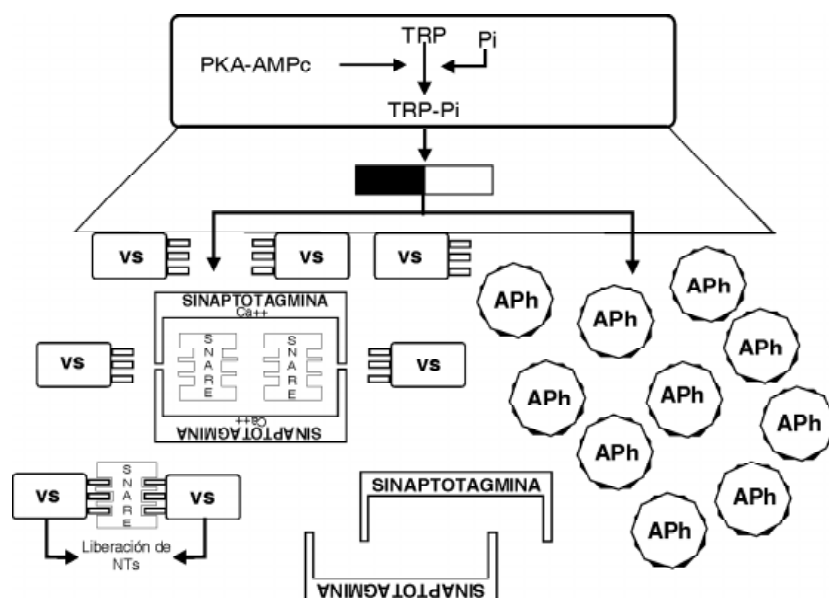 TRP
Pi
PKA-AMPc
TRP-Pi
vs
vs
vs
SINAPTOTAGMINA
Ca++
SNARE
SNARE
vs
vs
Ca++
SINAPTOTAGMINA
APh
APh
APh
APh
APh
APh
APh
APh
APh
APh
vs
SNARE
vs
Liberación de
NTs
SINAPTOTAGMINA
SINAPTOTAGMINA